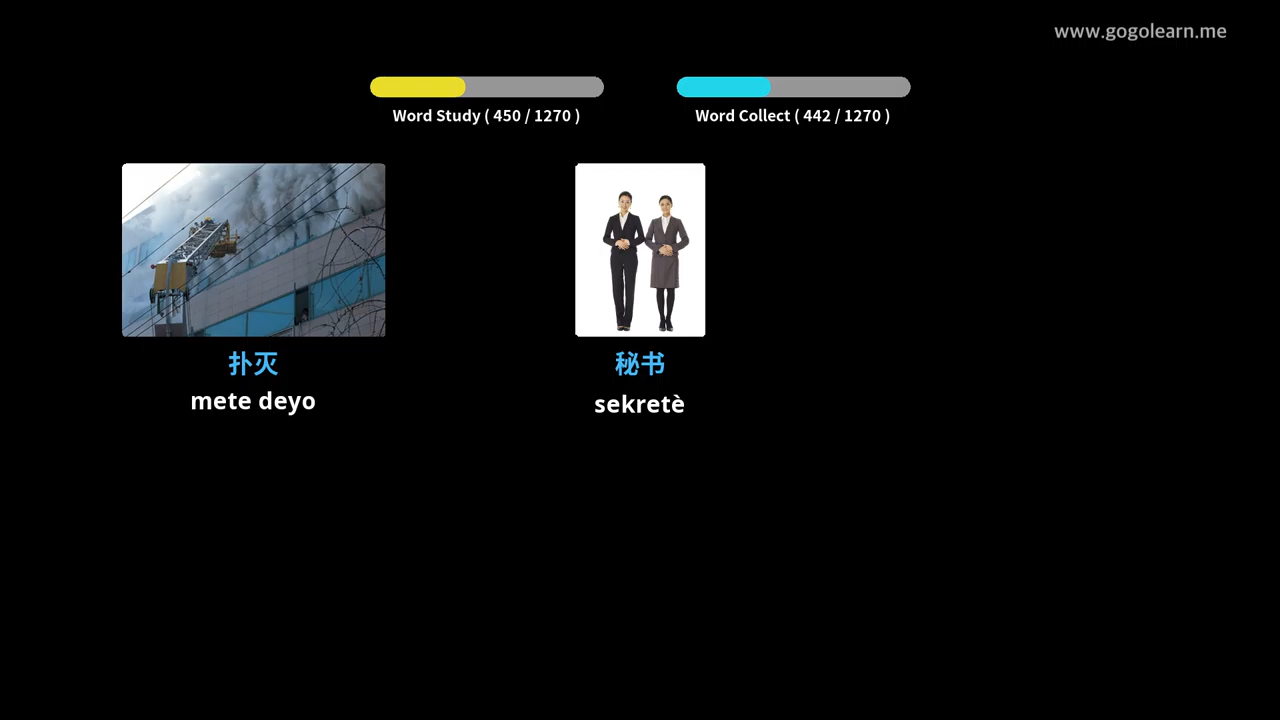 www.gogolearn.me
Word Study ( 450 / 1270 )
Word Collect ( 442 / 1270 )
扑灭
mete deyo
秘书
sekretè